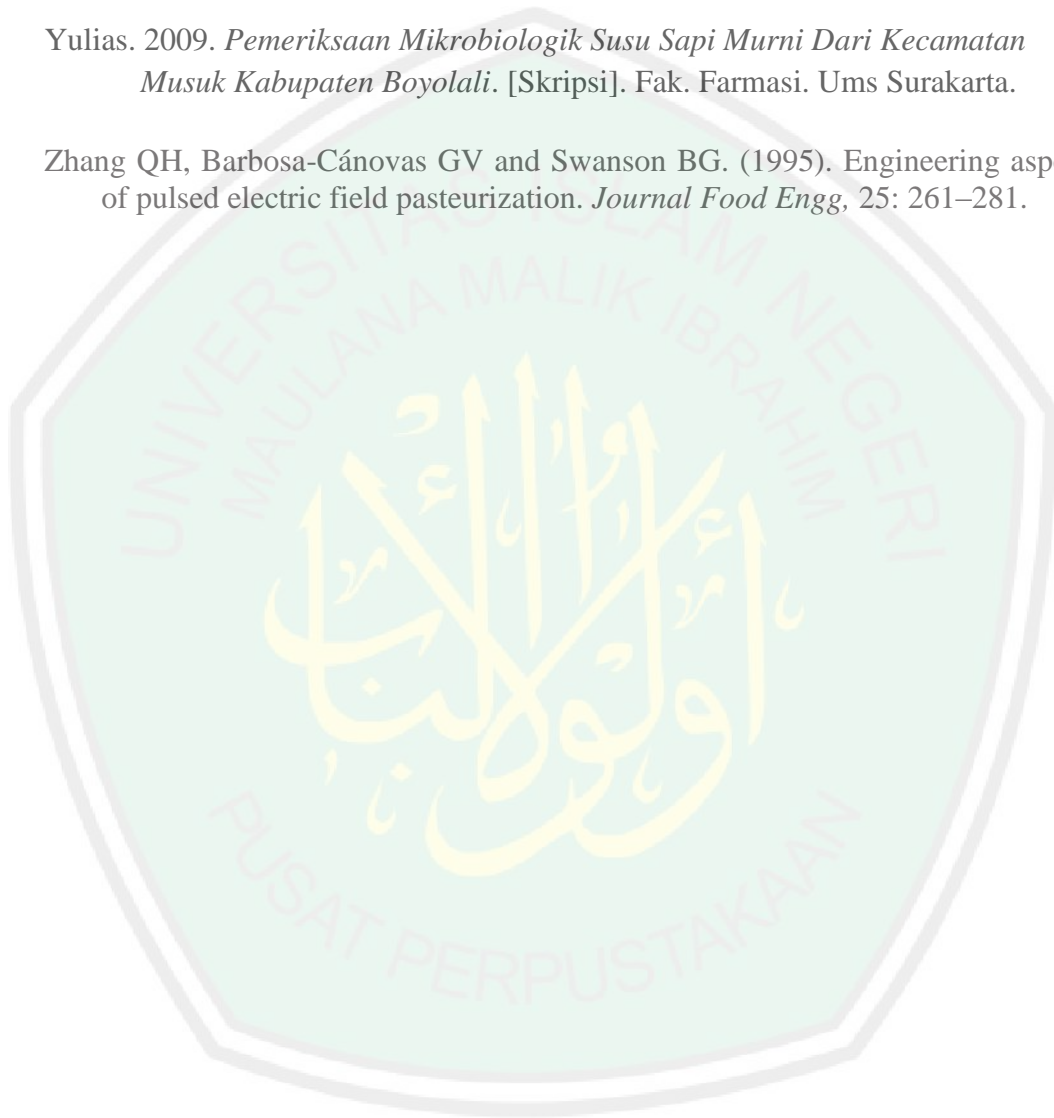 Yulias. 2009. Pemeriksaan Mikrobiologik Susu Sapi Murni Dari Kecamatan
Musuk Kabupaten Boyolali. [Skripsi]. Fak. Farmasi. Ums Surakarta.
Zhang QH, Barbosa-Cánovas GV and Swanson BG. (1995). Engineering asp
of pulsed electric field pasteurization. Journal Food Engg, 25: 261–281.
UNIVERSITAS ISLAM NEGERI
MAULANA MALIK IBRAHIM
أولوا الألباب
PUSAT PERPUSTAKAAN